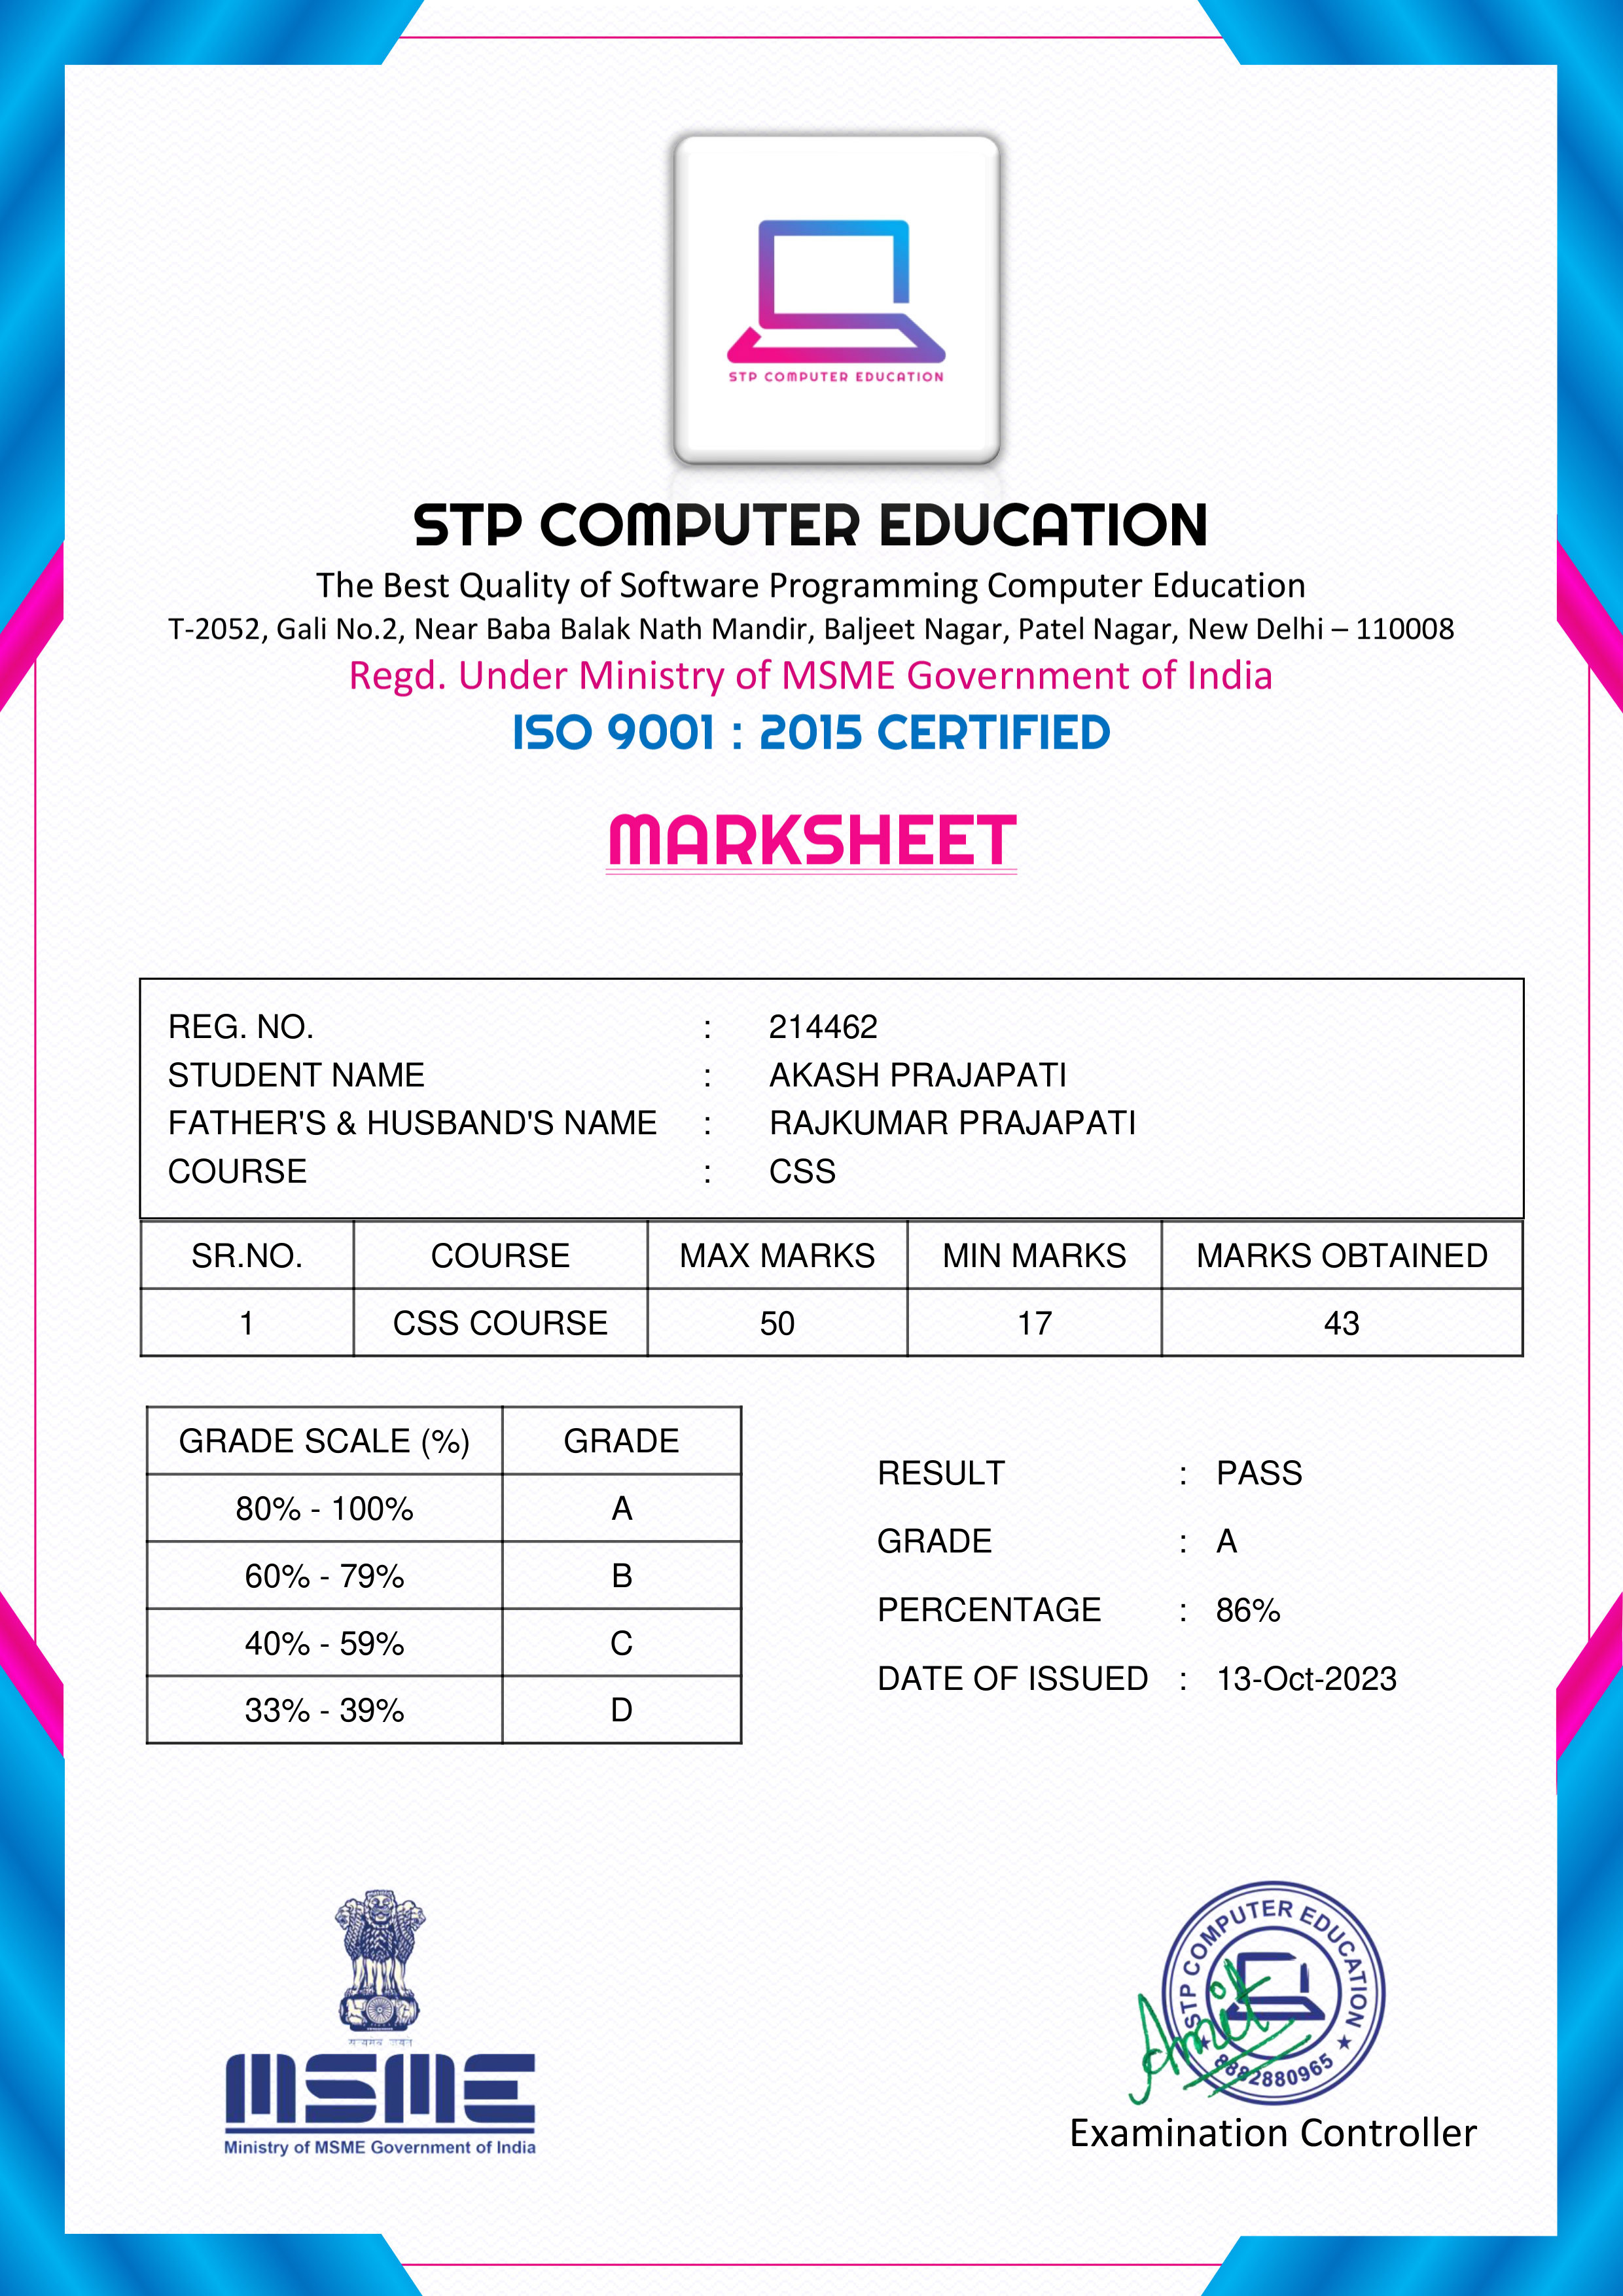 STP COMPUTER EDUCATION
STP COMPUTER EDUCATION
The Best Quality of Software Programming Computer Education
T-2052, Gali No.2, Near Baba Balak Nath Mandir, Baljeet Nagar, Patel Nagar, New Delhi – 110008
Regd. Under Ministry of MSME Government of India
ISO 9001 : 2015 CERTIFIED
MARKSHEET
REG. NO. : 214462
STUDENT NAME : AKASH PRAJAPATI
FATHER'S & HUSBAND'S NAME : RAJKUMAR PRAJAPATI
COURSE : CSS
SR.NO. COURSE MAX MARKS MIN MARKS MARKS OBTAINED
1 CSS COURSE 50 17 43
GRADE SCALE (%) GRADE
80% - 100% A
60% - 79% B
40% - 59% C
33% - 39% D
RESULT : PASS
GRADE : A
PERCENTAGE : 86%
DATE OF ISSUED : 13-Oct-2023
सत्यमेव जयते
MSME
Ministry of MSME Government of India
STP COMPUTER EDUCATION
★ 8882880965 ★
Amit
Examination Controller